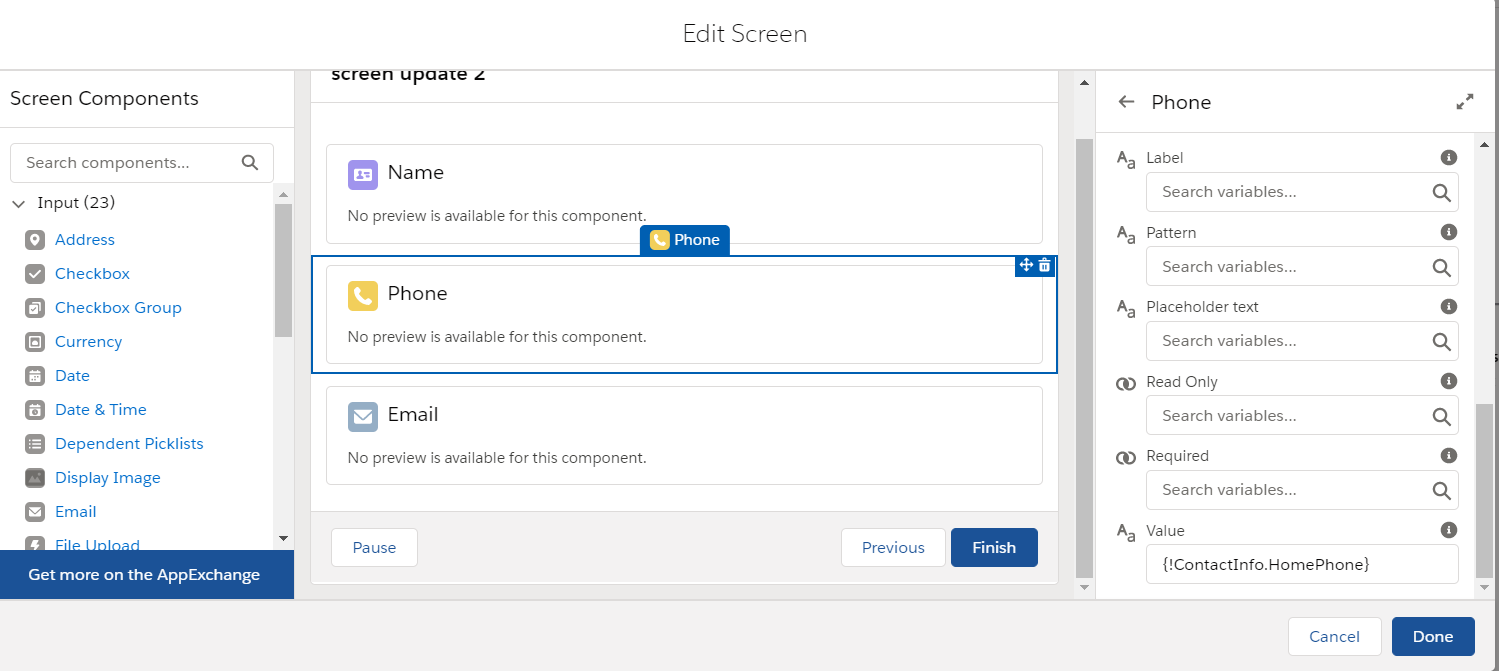 Edit Screen
Screen Components
Search components...
Input (23)
Address
Checkbox
Checkbox Group
Currency
Date
Date & Time
Dependent Picklists
Display Image
Email
File Upload
Get more on the AppExchange
screen update 2
Name
No preview is available for this component.
Phone
Phone
No preview is available for this component.
Email
No preview is available for this component.
Pause
Previous
Finish
Phone
Aa Label
Search variables...
Aa Pattern
Search variables...
Aa Placeholder text
Search variables...
Read Only
Search variables...
Required
Search variables...
Aa Value
{!ContactInfo.HomePhone}
Cancel
Done